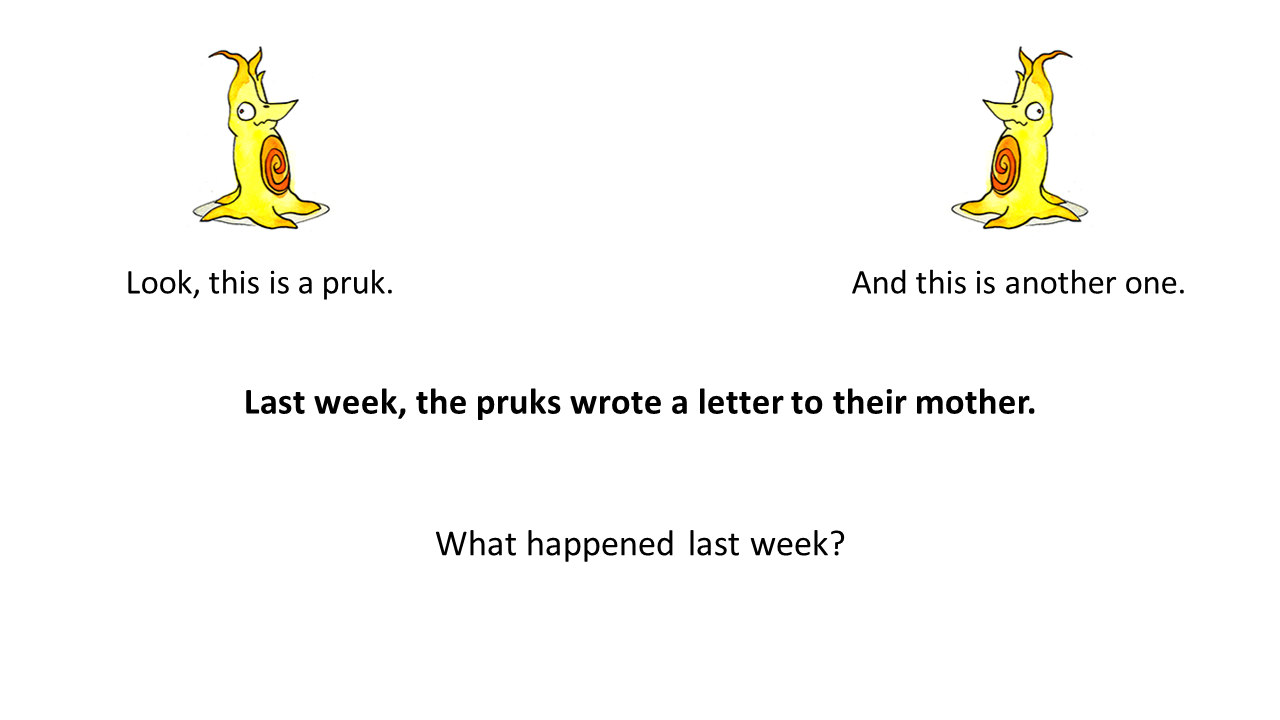 Look, this is a pruk.
And this is another one.
Last week, the pruks wrote a letter to their mother.
What happened last week?